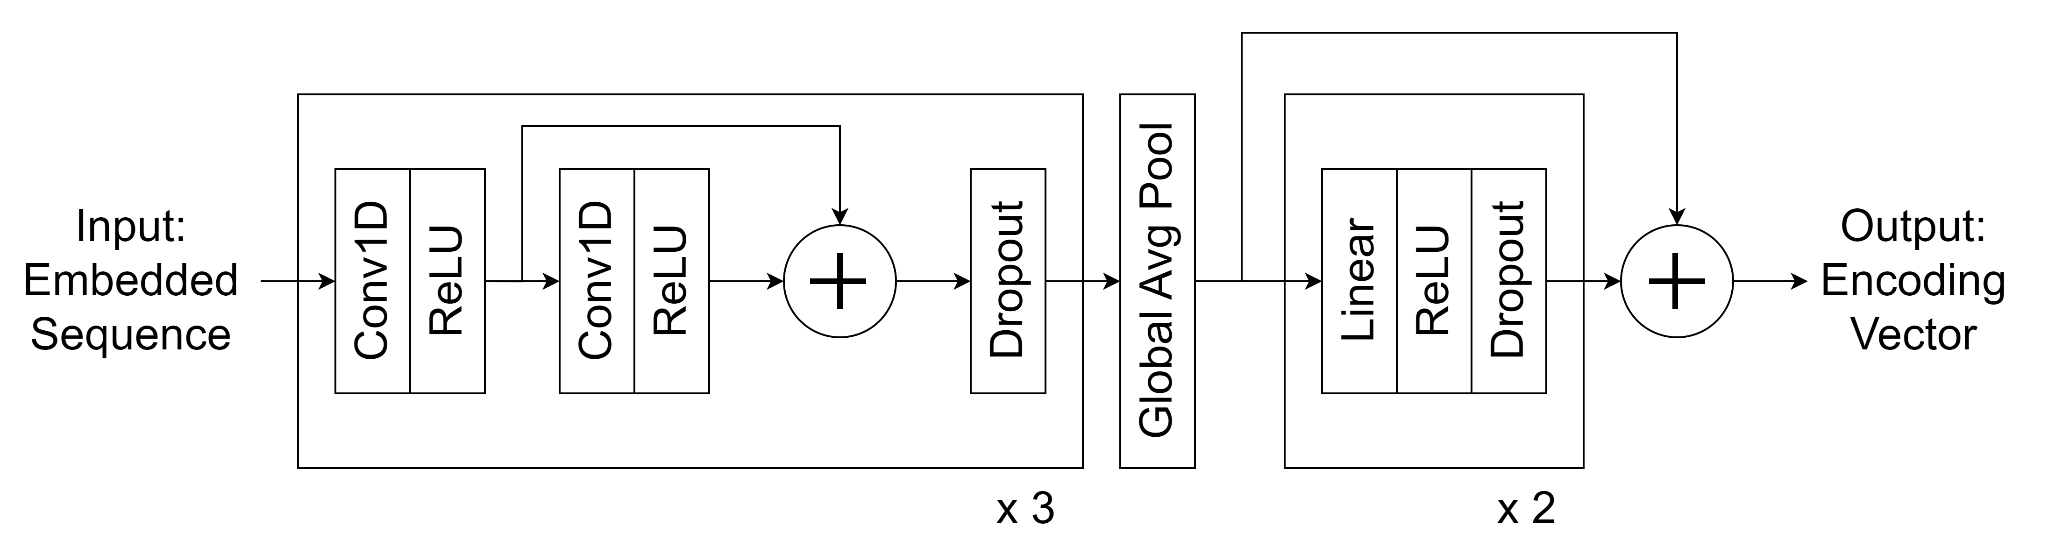 Input:
Embedded
Sequence
Conv1D
ReLU
Conv1D
ReLU
Dropout
x 3
Global Avg Pool
Linear
ReLU
Dropout
x 2
Output:
Encoding
Vector